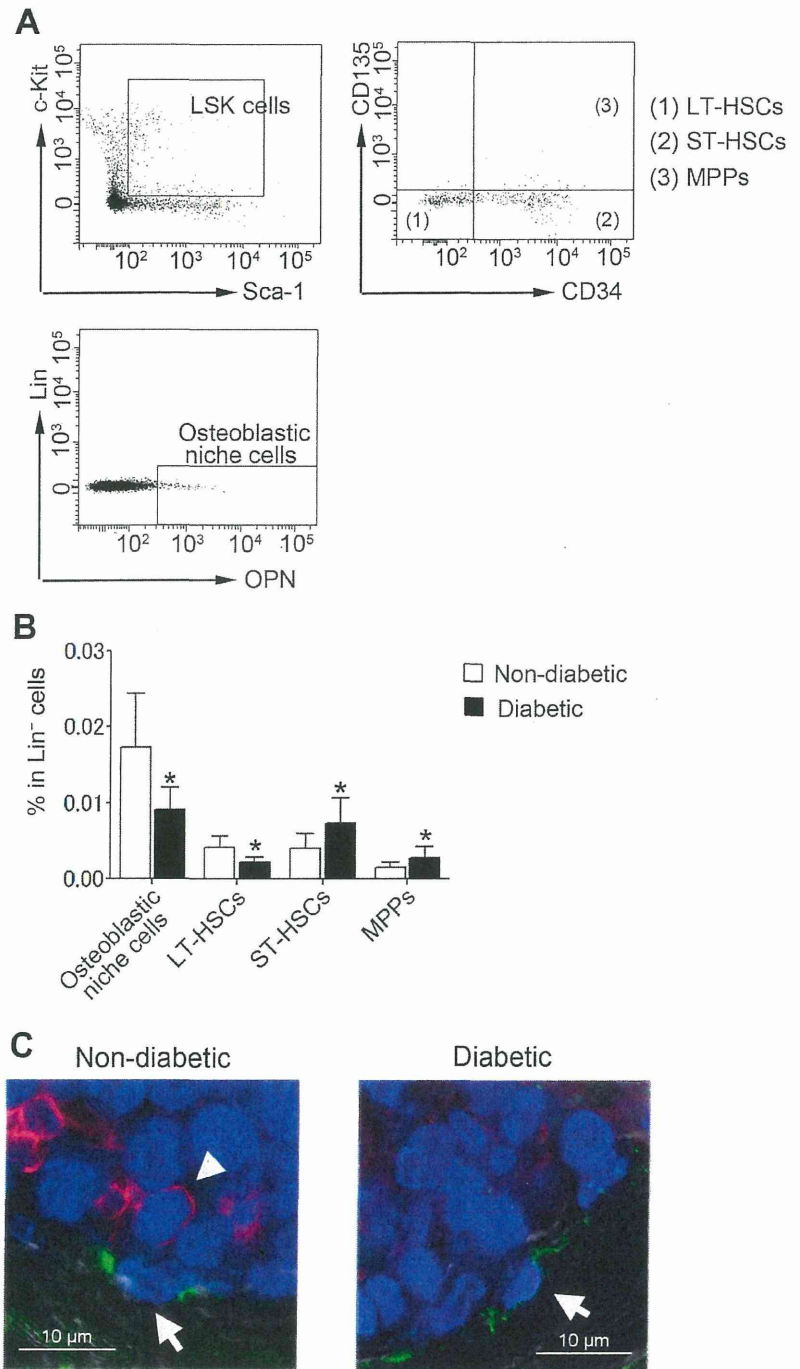 A
c-Kit
10⁵
10⁴
10³
0
LSK cells
10² 10³ 10⁴ 10⁵
Sca-1
CD135
10⁵
10⁴
10³
0
(3)
(1)
(2)
10² 10³ 10⁴ 10⁵
CD34
(1) LT-HSCs
(2) ST-HSCs
(3) MPPs
Lin
10⁵
10⁴
10³
0
Osteoblastic
niche cells
10² 10³ 10⁴ 10⁵
OPN
B
% in Lin⁻ cells
0.03
0.02
0.01
0.00
* * * *
Non-diabetic
Diabetic
Osteoblastic
niche cells
LT-HSCs
ST-HSCs
MPPs
C
Non-diabetic
Diabetic
10 μm
10 μm